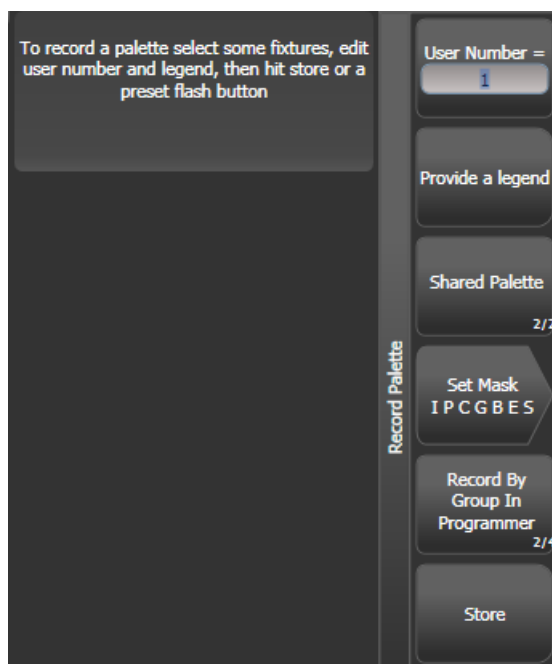 To record a palette select some fixtures, edit
user number and legend, then hit store or a
preset flash button
Record Palette
User Number =
1
Provide a legend
Shared Palette
2/2
Set Mask
I P C G B E S
Record By
Group In
Programmer
2/4
Store